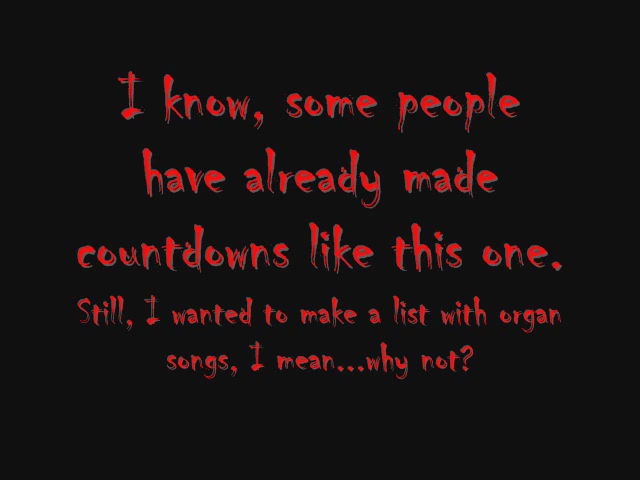 I know, some people
have already made
countdowns like this one.
Still, I wanted to make a list with organ
songs, I mean...why not?